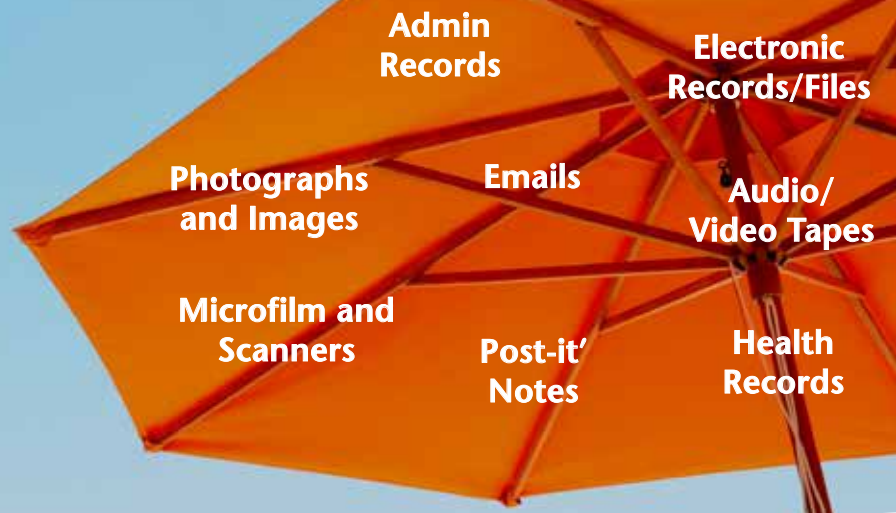 Admin
Records
Electronic
Records/Files
Photographs
and Images
Emails
Audio/
Video Tapes
Microfilm and
Scanners
Post-it’
Notes
Health
Records